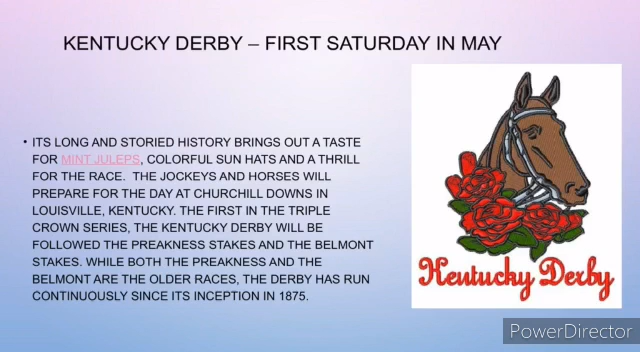 KENTUCKY DERBY – FIRST SATURDAY IN MAY
• ITS LONG AND STORIED HISTORY BRINGS OUT A TASTE
FOR MINT JULEPS, COLORFUL SUN HATS AND A THRILL
FOR THE RACE. THE JOCKEYS AND HORSES WILL
PREPARE FOR THE DAY AT CHURCHILL DOWNS IN
LOUISVILLE, KENTUCKY. THE FIRST IN THE TRIPLE
CROWN SERIES, THE KENTUCKY DERBY WILL BE
FOLLOWED THE PREAKNESS STAKES AND THE BELMONT
STAKES. WHILE BOTH THE PREAKNESS AND THE
BELMONT ARE THE OLDER RACES, THE DERBY HAS RUN
CONTINUOUSLY SINCE ITS INCEPTION IN 1875.
Kentucky Derby
PowerDirector